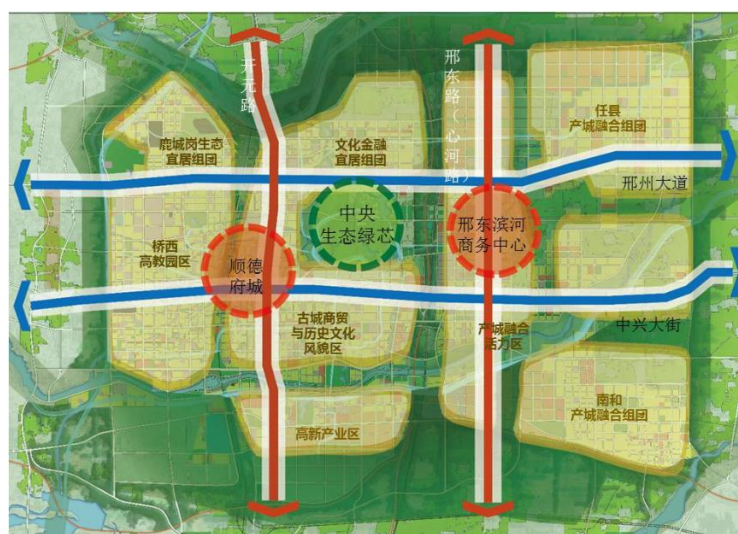 开元路
邢东路（心河路）
任县
产城融合组团
鹿城岗生态
宜居组团
文化金融
宜居组团
邢州大道
中央
生态绿芯
邢东滨河
商务中心
桥西
高教园区
顺德
府城
古城商贸
与历史文化
风貌区
产城融合
活力区
中兴大街
南和
产城融合组团
高新产业区